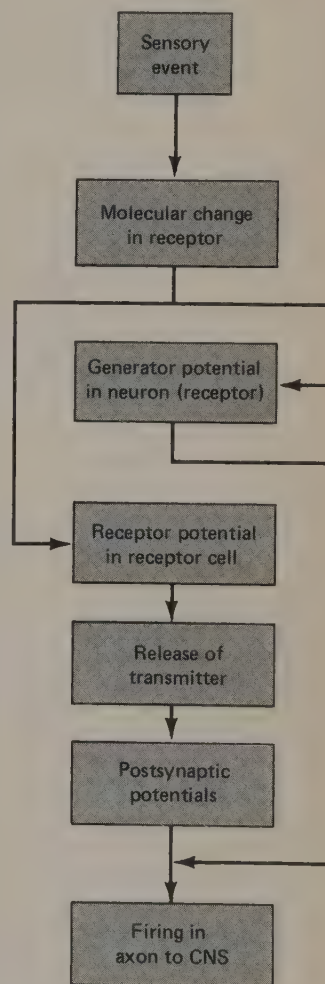 Sensory
event
Molecular change
in receptor
Generator potential
in neuron (receptor)
Receptor potential
in receptor cell
Release of
transmitter
Postsynaptic
potentials
Firing in
axon to CNS